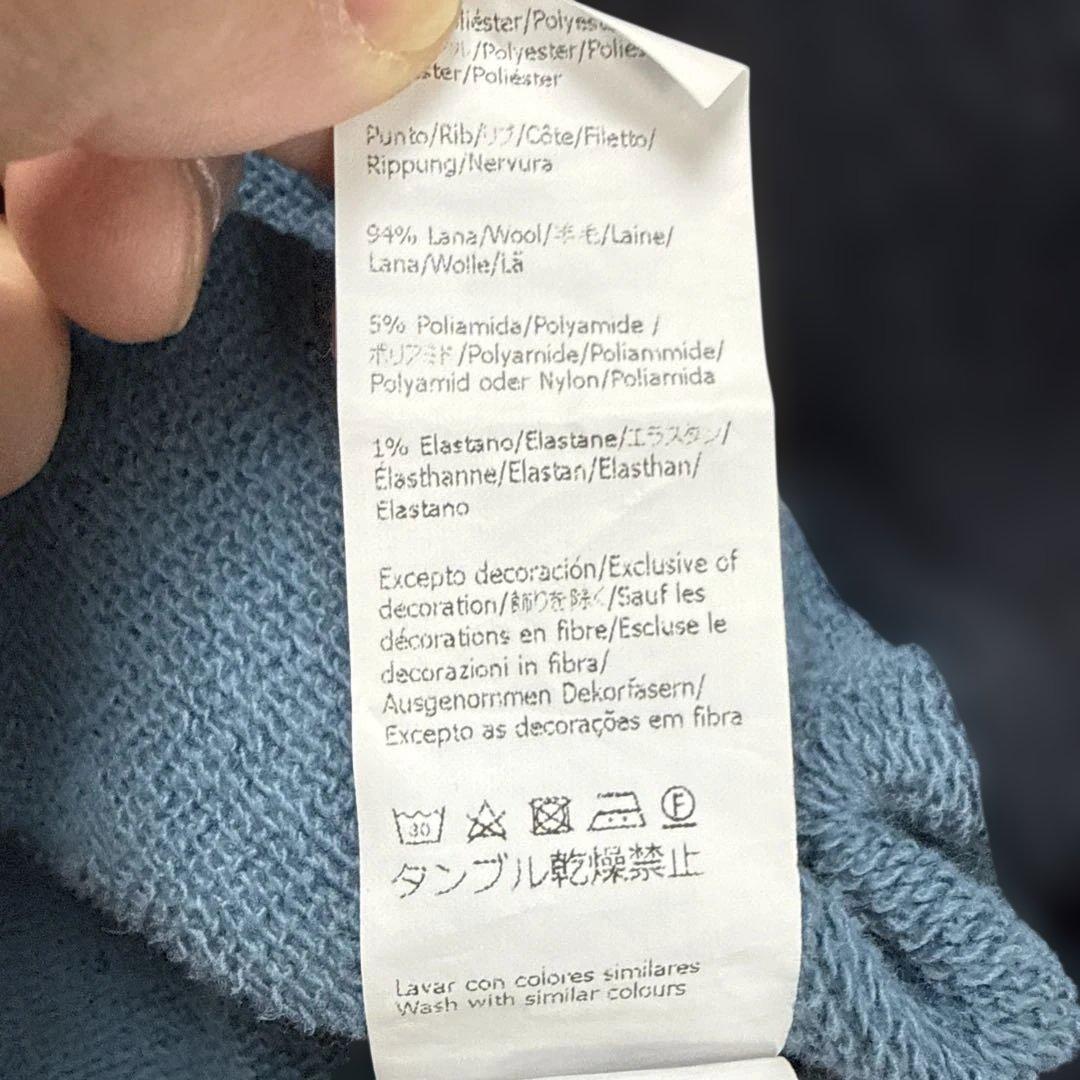 liéster/Polyes
ル/Polyester/Polies
ster/Poliéster
Punto/Rib/リブ/Côte/Filetto/
Rippung/Nervura
94% Lana/Wool/羊毛/Laine/
Lana/Wolle/Lã
5% Poliamida/Polyamide /
ポリアミド/Polyamide/Poliammide/
Polyamid oder Nylon/Poliamida
1% Elastano/Elastane/エラスタン/
Élasthanne/Elastan/Elasthan/
Elastano
Excepto decoración/Exclusive of
decoration/飾りを除く/Sauf les
décorations en fibre/Escluse le
decorazioni in fibra/
Ausgenommen Dekorfasern/
Excepto as decorações em fibra
30 F
タンブル乾燥禁止
Lavar con colores similares
Wash with similar colours